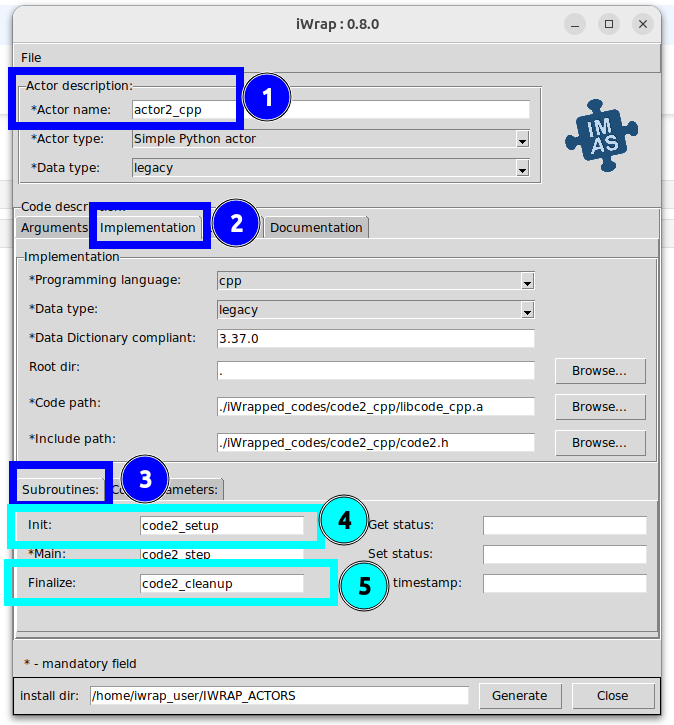 iWrap : 0.8.0
File
Actor description:
*Actor name: actor2_cpp
1
*Actor type: Simple Python actor
*Data type: legacy
IM
AS
Code description:
Arguments Implementation Documentation
2
Implementation
*Programming language: cpp
*Data type: legacy
*Data Dictionary compliant: 3.37.0
Root dir: . Browse...
*Code path: ./iWrapped_codes/code2_cpp/libcode_cpp.a Browse...
*Include path: ./iWrapped_codes/code2_cpp/code2.h Browse...
3
Subroutines: Code parameters:
Init: code2_setup 4 Get status:
*Main: code2_step Set status:
Finalize: code2_cleanup 5 timestamp:
* - mandatory field
install dir: /home/iwrap_user/IWRAP_ACTORS Generate Close